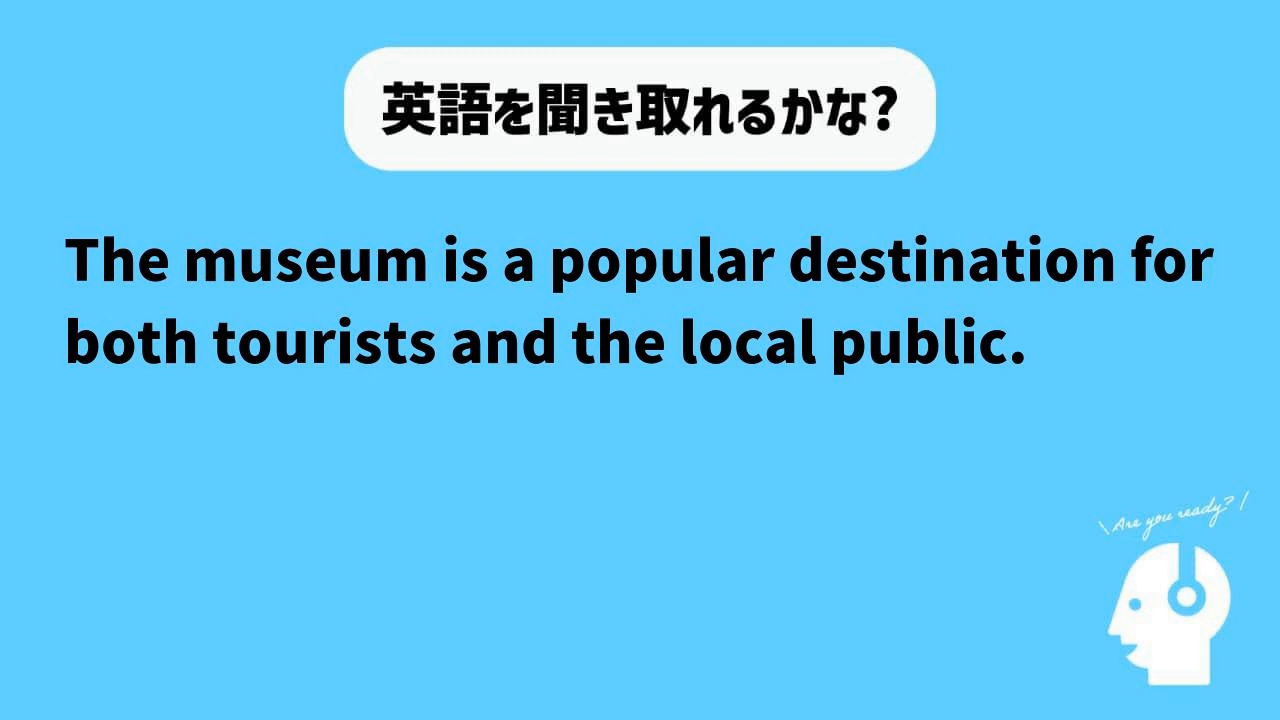 英語を聞き取れるかな?
The museum is a popular destination for
both tourists and the local public.
\ Are you ready? /